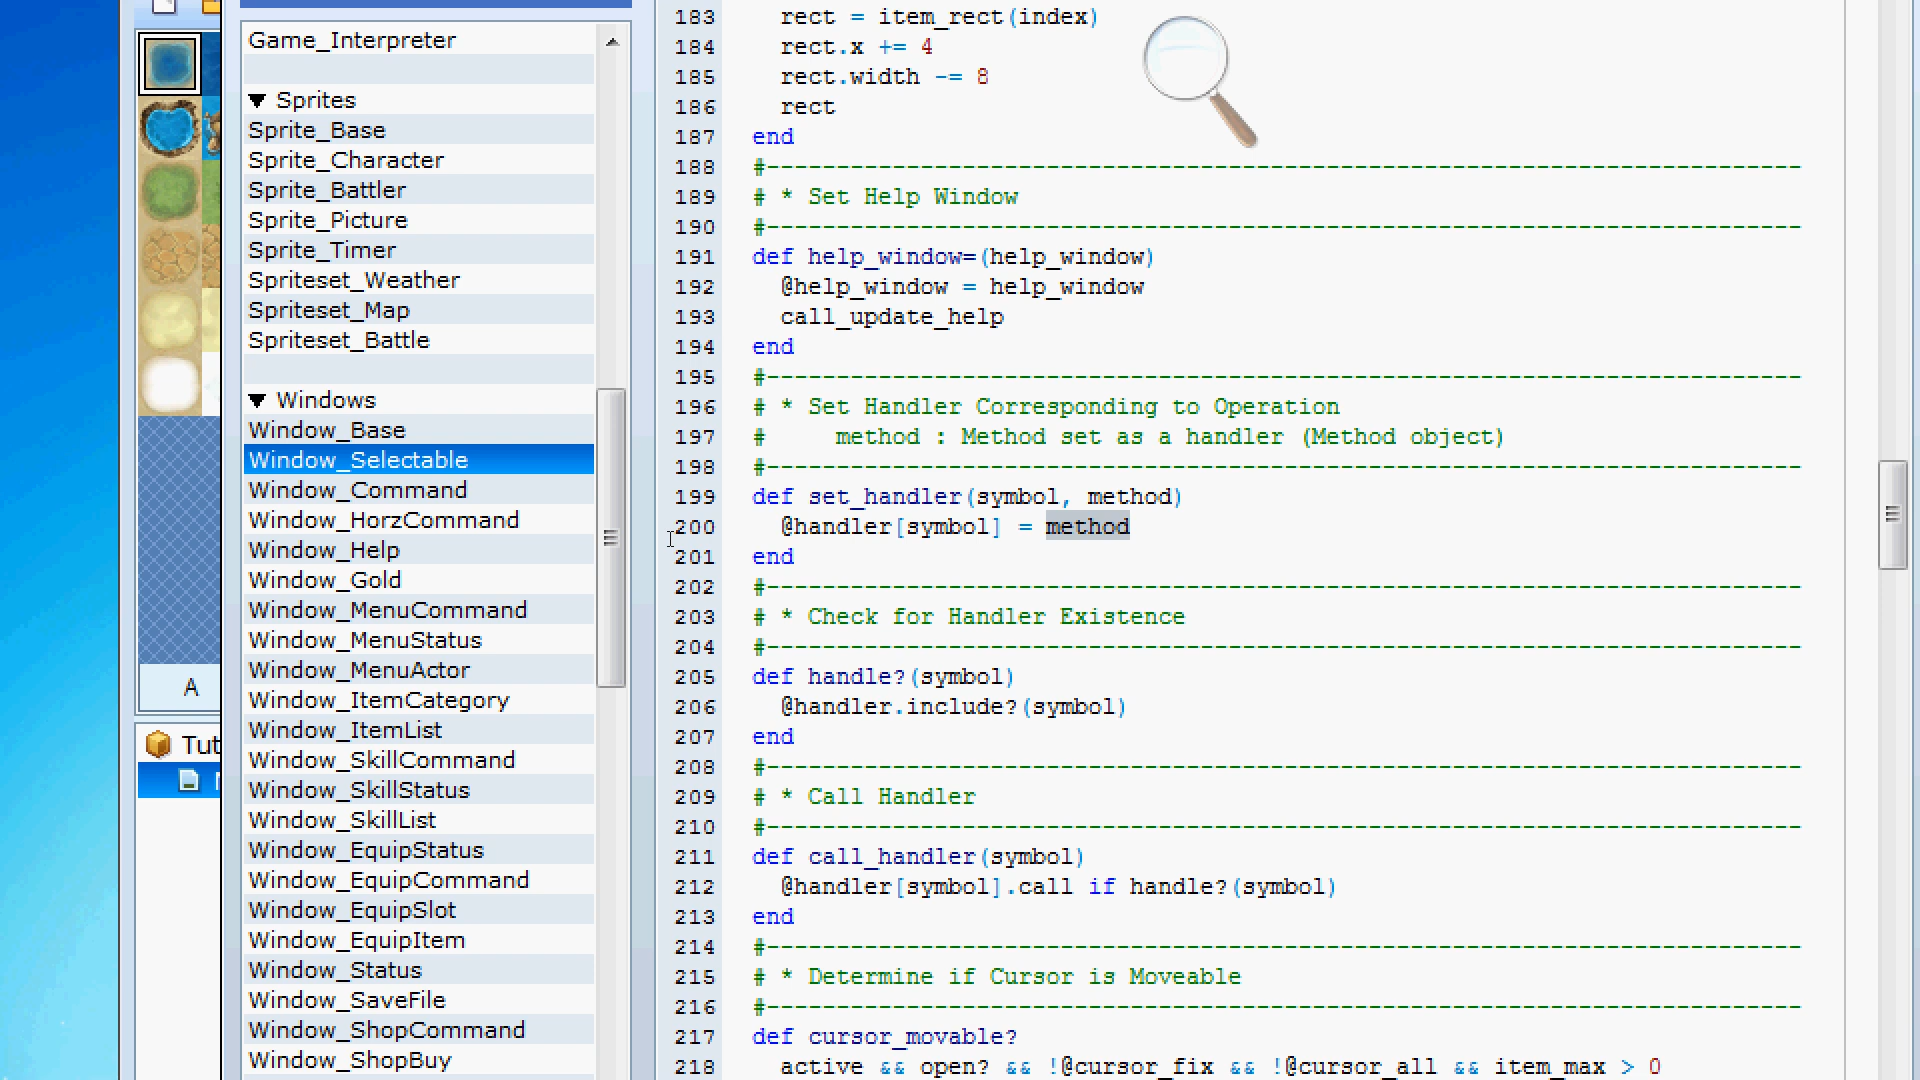 Game_Interpreter
▼ Sprites
Sprite_Base
Sprite_Character
Sprite_Battler
Sprite_Picture
Sprite_Timer
Spriteset_Weather
Spriteset_Map
Spriteset_Battle
▼ Windows
Window_Base
Window_Selectable
Window_Command
Window_HorzCommand
Window_Help
Window_Gold
Window_MenuCommand
Window_MenuStatus
Window_MenuActor
Window_ItemCategory
Window_ItemList
Window_SkillCommand
Window_SkillStatus
Window_SkillList
Window_EquipStatus
Window_EquipCommand
Window_EquipSlot
Window_EquipItem
Window_Status
Window_SaveFile
Window_ShopCommand
Window_ShopBuy
A
Tut
183 rect = item_rect(index)
184 rect.x += 4
185 rect.width -= 8
186 rect
187 end
188 #--------------------------------------------------------------------------
189 # * Set Help Window
190 #--------------------------------------------------------------------------
191 def help_window=(help_window)
192 @help_window = help_window
193 call_update_help
194 end
195 #--------------------------------------------------------------------------
196 # * Set Handler Corresponding to Operation
197 # method : Method set as a handler (Method object)
198 #--------------------------------------------------------------------------
199 def set_handler(symbol, method)
200 @handler[symbol] = method
201 end
202 #--------------------------------------------------------------------------
203 # * Check for Handler Existence
204 #--------------------------------------------------------------------------
205 def handle?(symbol)
206 @handler.include?(symbol)
207 end
208 #--------------------------------------------------------------------------
209 # * Call Handler
210 #--------------------------------------------------------------------------
211 def call_handler(symbol)
212 @handler[symbol].call if handle?(symbol)
213 end
214 #--------------------------------------------------------------------------
215 # * Determine if Cursor is Moveable
216 #--------------------------------------------------------------------------
217 def cursor_movable?
218 active && open? && !@cursor_fix && !@cursor_all && item_max > 0